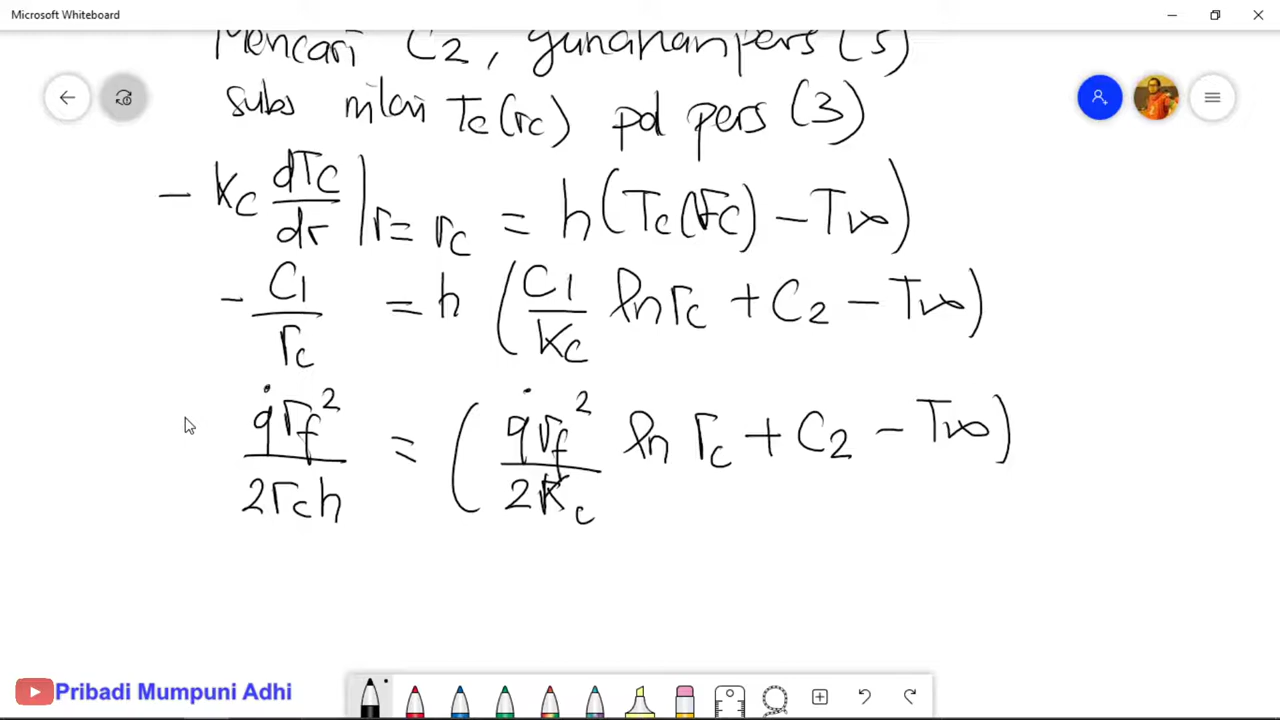 Microsoft Whiteboard
Mencari C2, gunakan pers (5)
subs nilai Tc(rc) pd pers (3)
- kc dTc/dr |r=rc = h(Tc(rc) - T∞)
- C1/rc = h (C1/kc ln rc + C2 - T∞)
q̇rf²/2rch = (q̇rf²/2kc ln rc + C2 - T∞)
Pribadi Mumpuni Adhi